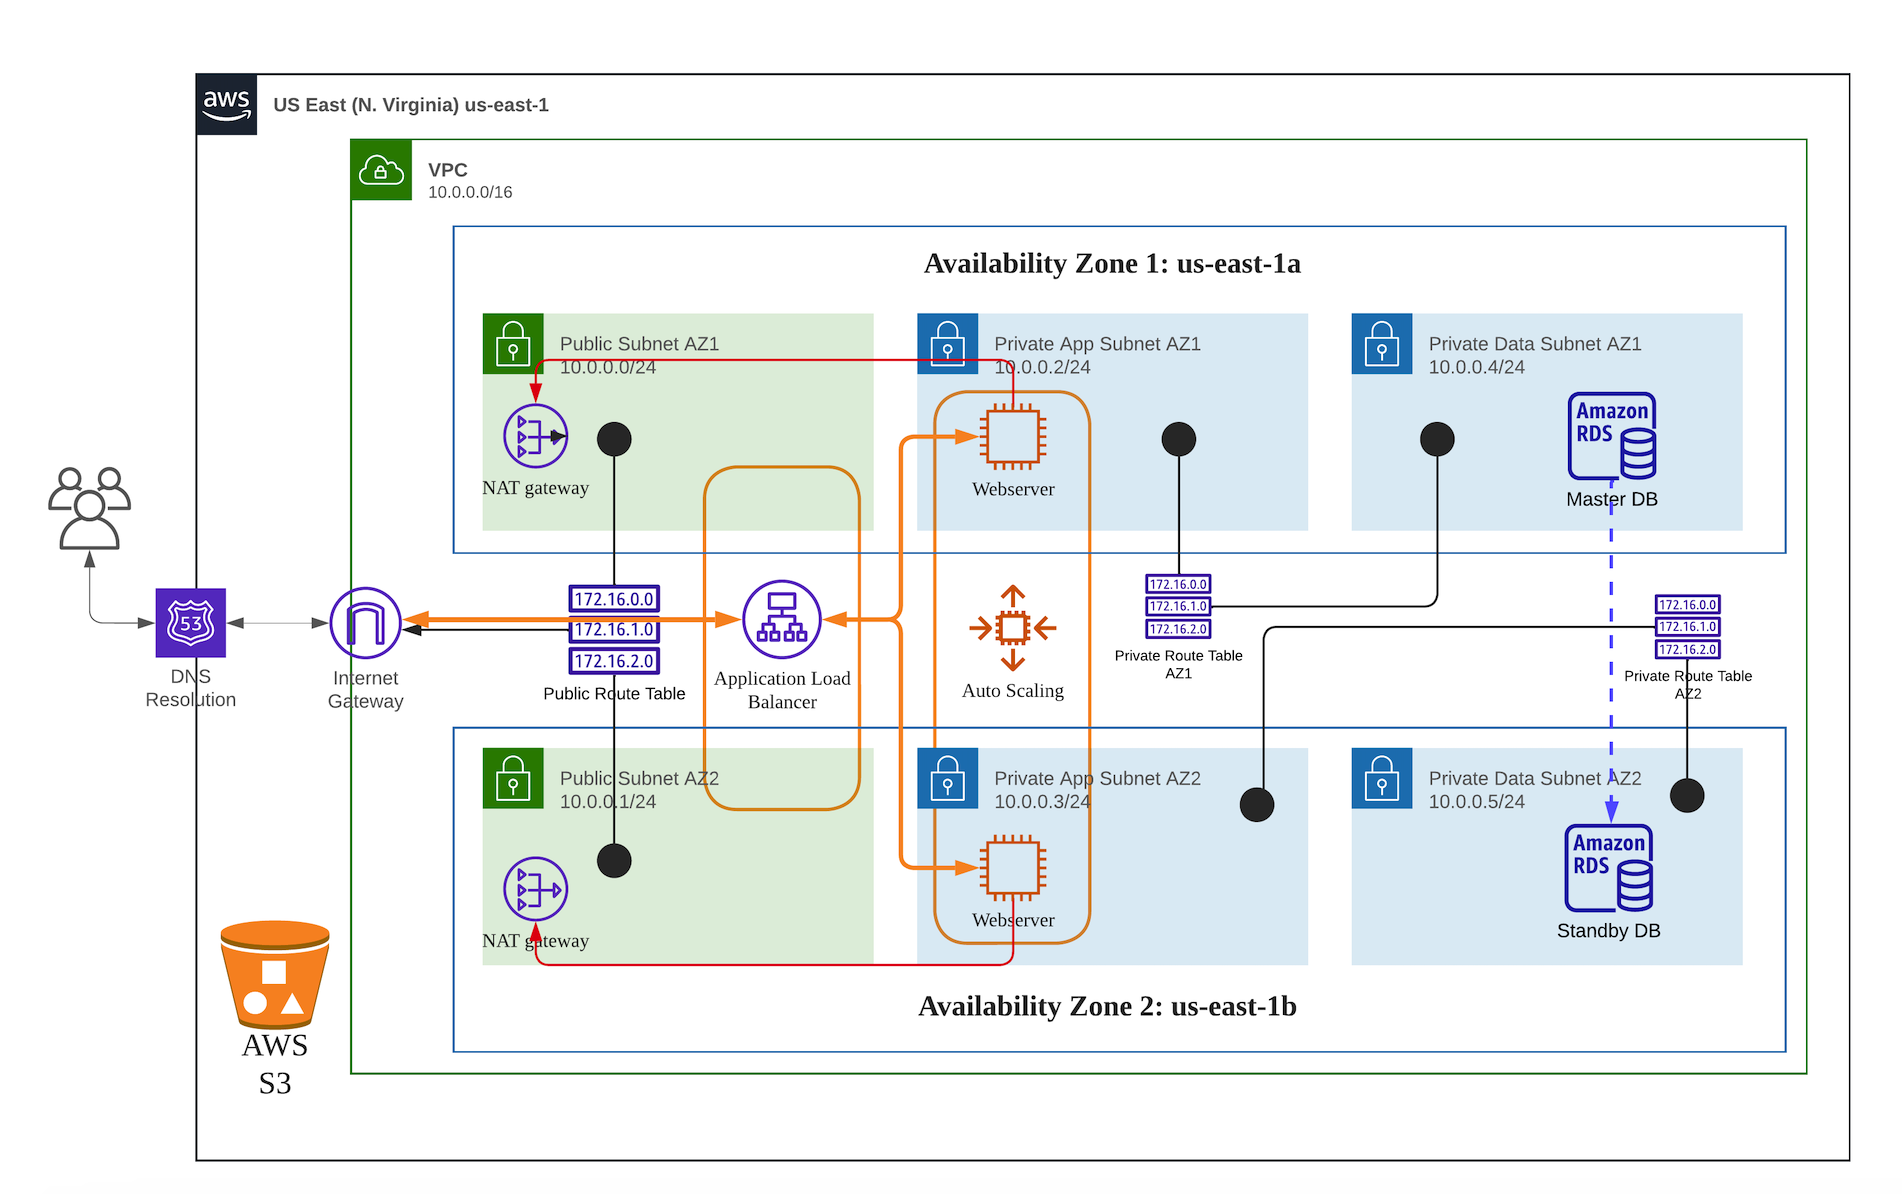 aws
US East (N. Virginia) us-east-1
VPC
10.0.0.0/16
Availability Zone 1: us-east-1a
Public Subnet AZ1
10.0.0.0/24
Private App Subnet AZ1
10.0.0.2/24
Private Data Subnet AZ1
10.0.0.4/24
NAT gateway
Webserver
Amazon
RDS
Master DB
53
DNS
Resolution
Internet
Gateway
172.16.0.0
172.16.1.0
172.16.2.0
Public Route Table
Application Load
Balancer
Auto Scaling
172.16.0.0
172.16.1.0
172.16.2.0
Private Route Table
AZ1
172.16.0.0
172.16.1.0
172.16.2.0
Private Route Table
AZ2
Public Subnet AZ2
10.0.0.1/24
Private App Subnet AZ2
10.0.0.3/24
Private Data Subnet AZ2
10.0.0.5/24
NAT gateway
Webserver
Amazon
RDS
Standby DB
Availability Zone 2: us-east-1b
AWS
S3